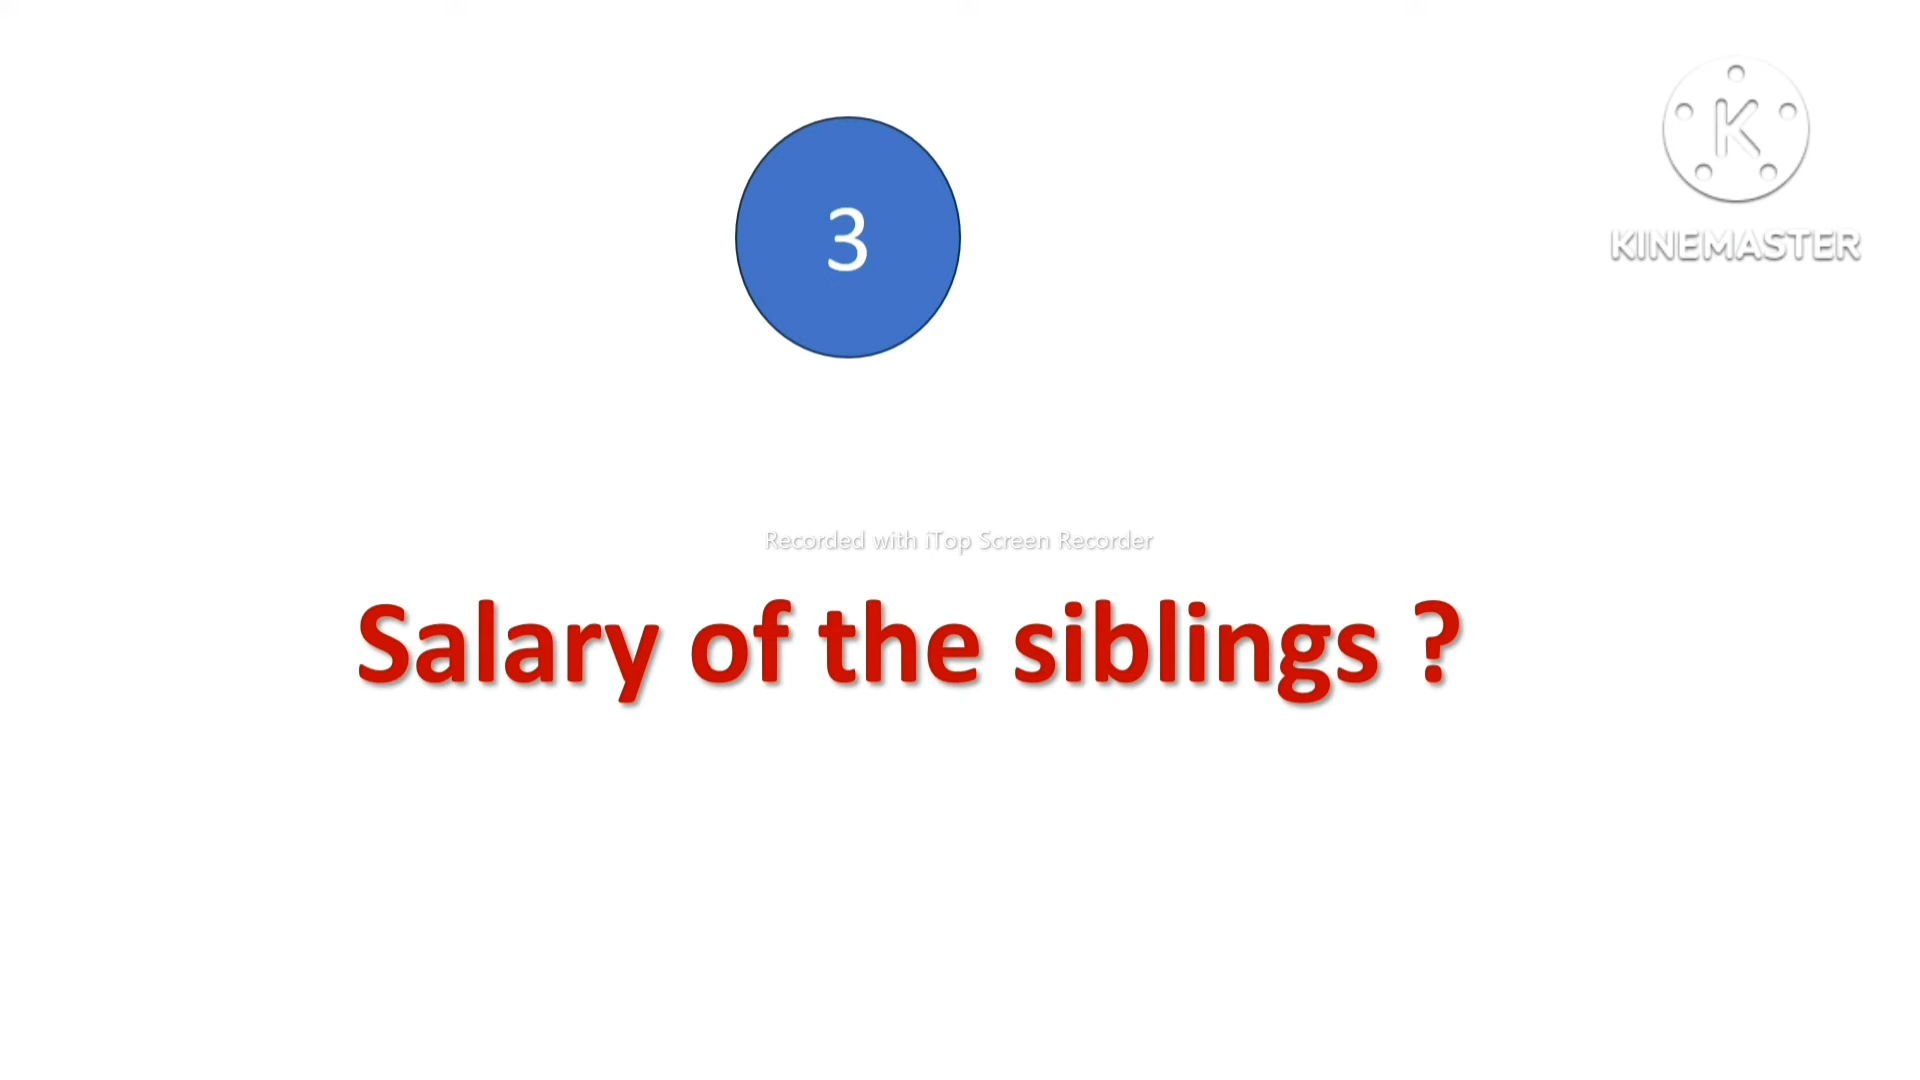 3
K
KINEMASTER
Recorded with iTop Screen Recorder
Salary of the siblings ?